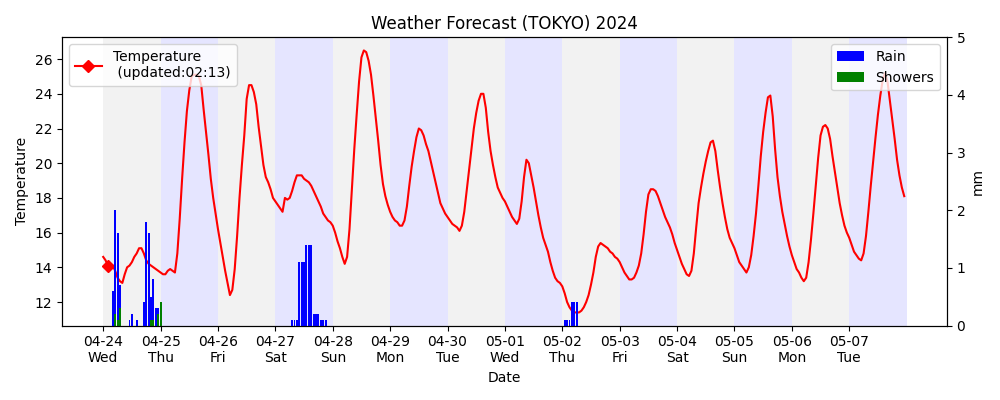 Weather Forecast (TOKYO) 2024
Temperature
(updated:02:13)
Rain
Showers
Temperature
26
24
22
20
18
16
14
12
5
4
3
2
1
0
mm
04-24 04-25 04-26 04-27 04-28 04-29 04-30 05-01 05-02 05-03 05-04 05-05 05-06 05-07
Wed Thu Fri Sat Sun Mon Tue Wed Thu Fri Sat Sun Mon Tue
Date